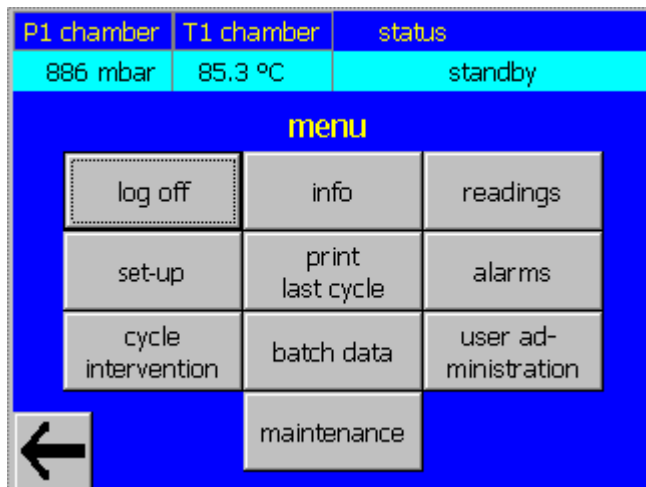 P1 chamber T1 chamber status
886 mbar 85.3 ºC standby
menu
log off info readings
set-up print last cycle alarms
cycle intervention batch data user ad-ministration
maintenance